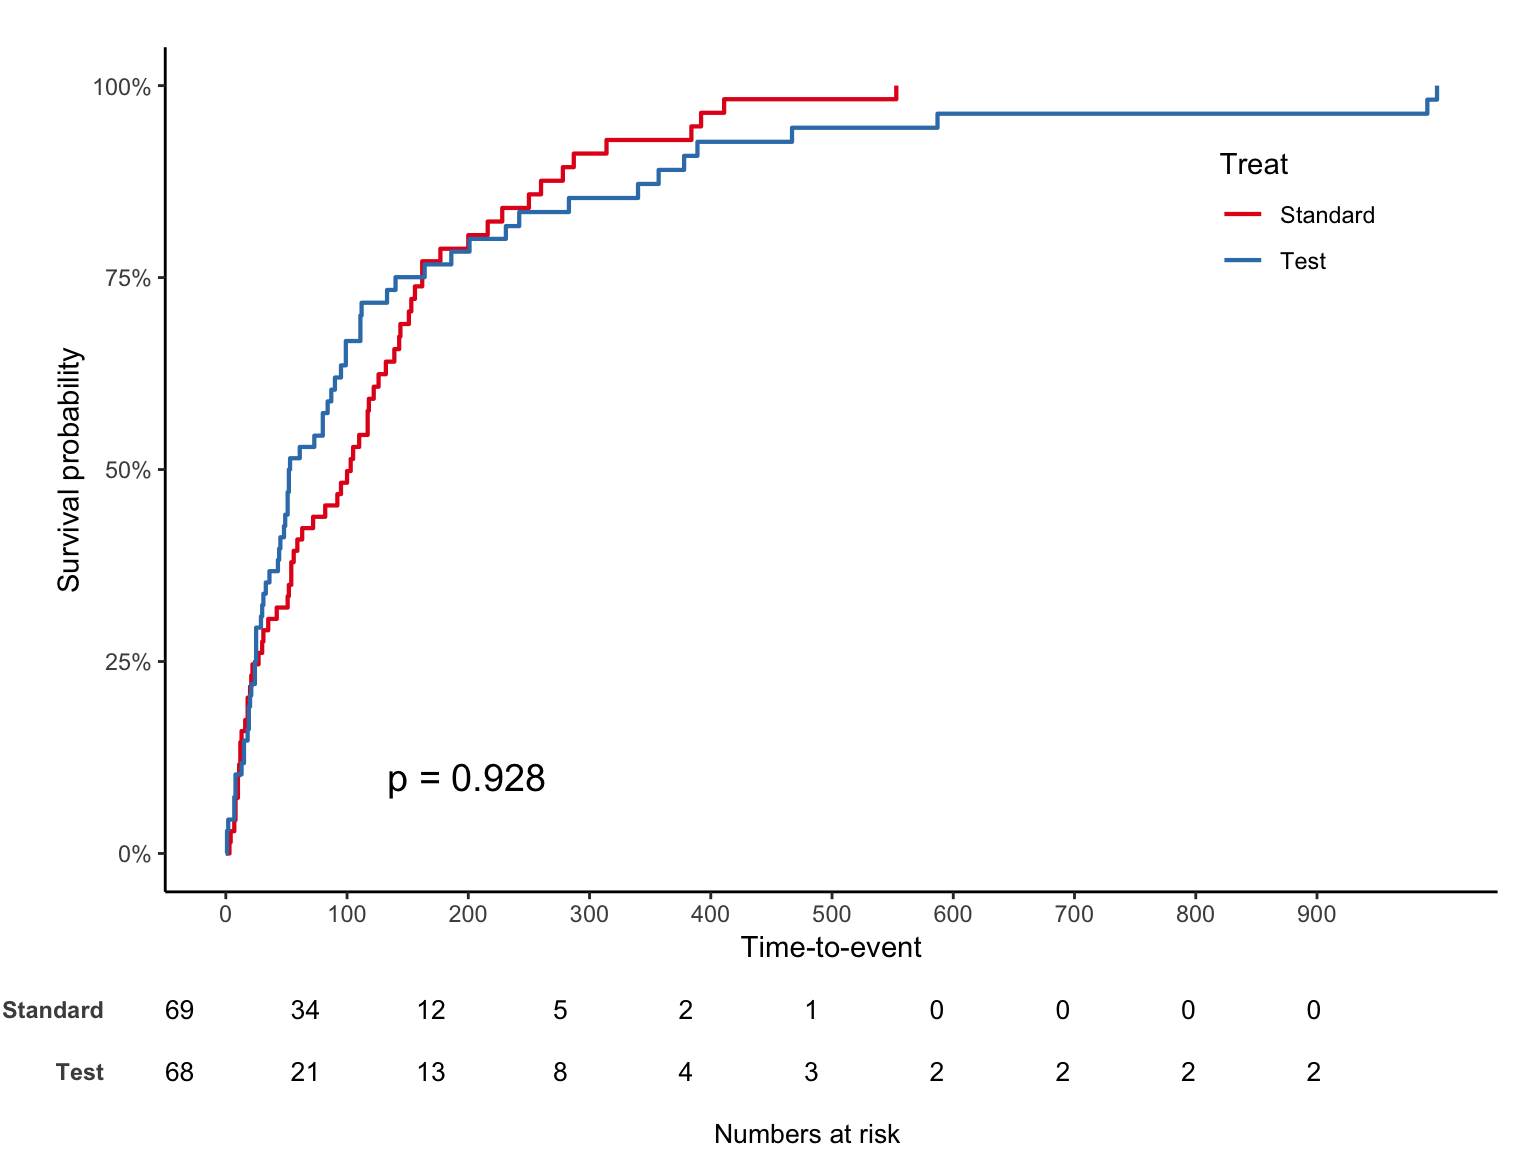 100%
75%
50%
25%
0%
Survival probability
Treat
Standard
Test
p = 0.928
0 100 200 300 400 500 600 700 800 900
Time-to-event
Standard 69 34 12 5 2 1 0 0 0 0
Test 68 21 13 8 4 3 2 2 2 2
Numbers at risk